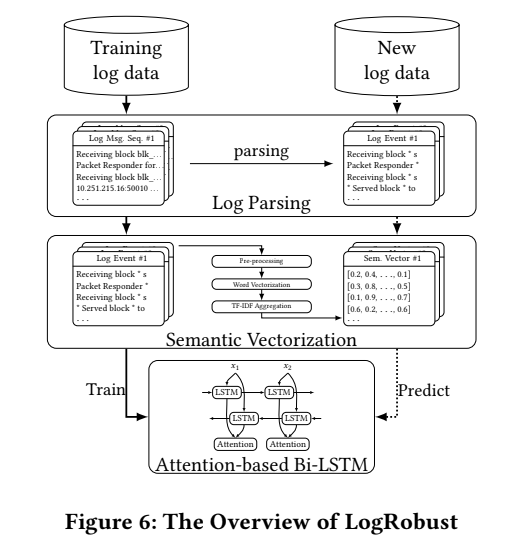 Training
log data
New
log data
Log Msg. Seq. #1
Receiving block blk_...
Packet Responder for...
Receiving block blk_...
10.251.215.16:50010 ...
. . .
parsing
Log Event #1
Receiving block * s
Packet Responder *
Receiving block * s
* Served block * to
. . .
Log Parsing
Log Event #1
Receiving block * s
Packet Responder *
Receiving block * s
* Served block * to
. . .
Pre-processing
Word Vectorization
TF-IDF Aggregation
Sem. Vector #1
[0.2, 0.4, . . ., 0.1]
[0.3, 0.8, . . ., 0.5]
[0.1, 0.9, . . ., 0.7]
[0.6, 0.2, . . ., 0.6]
. . .
Semantic Vectorization
Train
Predict
x1 x2
LSTM LSTM
LSTM LSTM
Attention Attention
Attention-based Bi-LSTM
Figure 6: The Overview of LogRobust